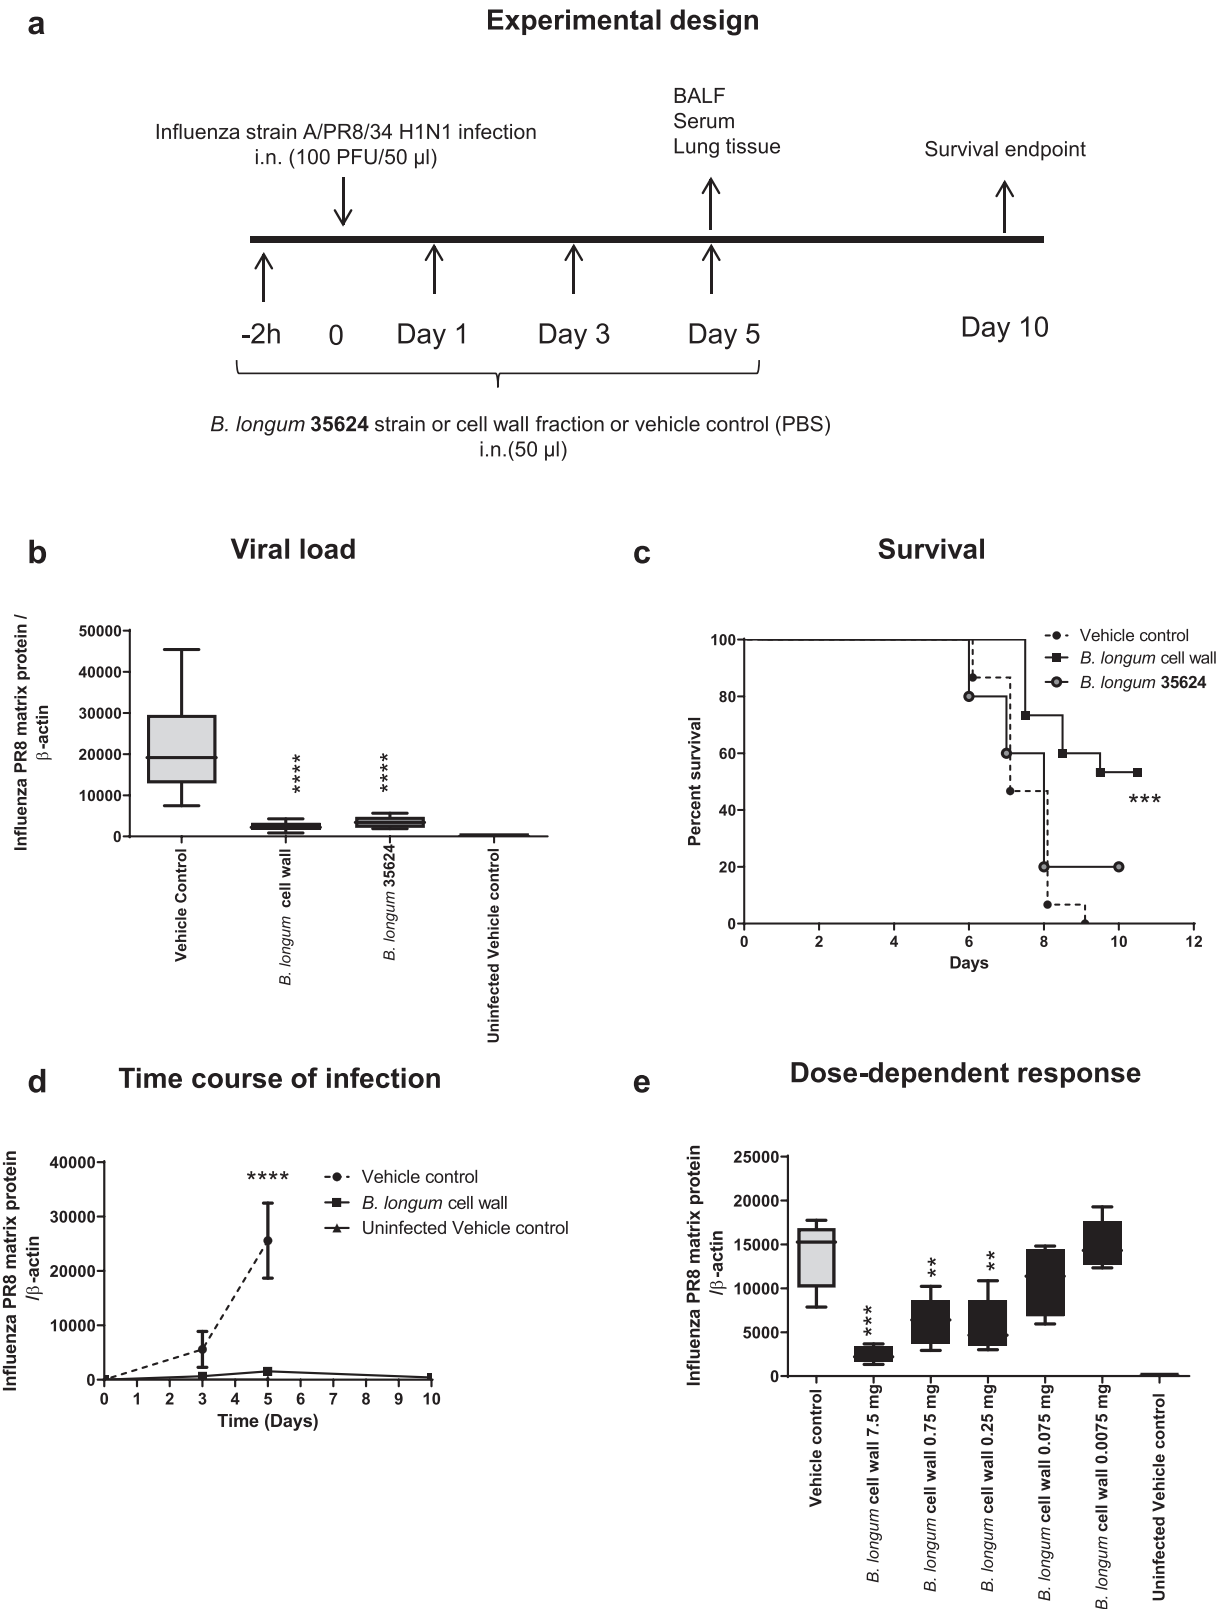 a
Experimental design
BALF
Serum
Lung tissue
Influenza strain A/PR8/34 H1N1 infection
i.n. (100 PFU/50 µl)
Survival endpoint
-2h
0
Day 1
Day 3
Day 5
Day 10
B. longum 35624 strain or cell wall fraction or vehicle control (PBS)
i.n.(50 µl)
b
Viral load
Influenza PR8 matrix protein /
β-actin
50000
40000
30000
20000
10000
0
****
****
Vehicle Control
B. longum cell wall
B. longum 35624
Uninfected Vehicle control
c
Survival
Percent survival
100
80
60
40
20
0
Vehicle control
B. longum cell wall
B. longum 35624
***
0 2 4 6 8 10 12
Days
d
Time course of infection
Influenza PR8 matrix protein
/β-actin
40000
30000
20000
10000
0
****
Vehicle control
B. longum cell wall
Uninfected Vehicle control
0 1 2 3 4 5 6 7 8 9 10
Time (Days)
e
Dose-dependent response
Influenza PR8 matrix protein
/β-actin
25000
20000
15000
10000
5000
0
***
**
**
Vehicle control
B. longum cell wall 7.5 mg
B. longum cell wall 0.75 mg
B. longum cell wall 0.25 mg
B. longum cell wall 0.075 mg
B. longum cell wall 0.0075 mg
Uninfected Vehicle control